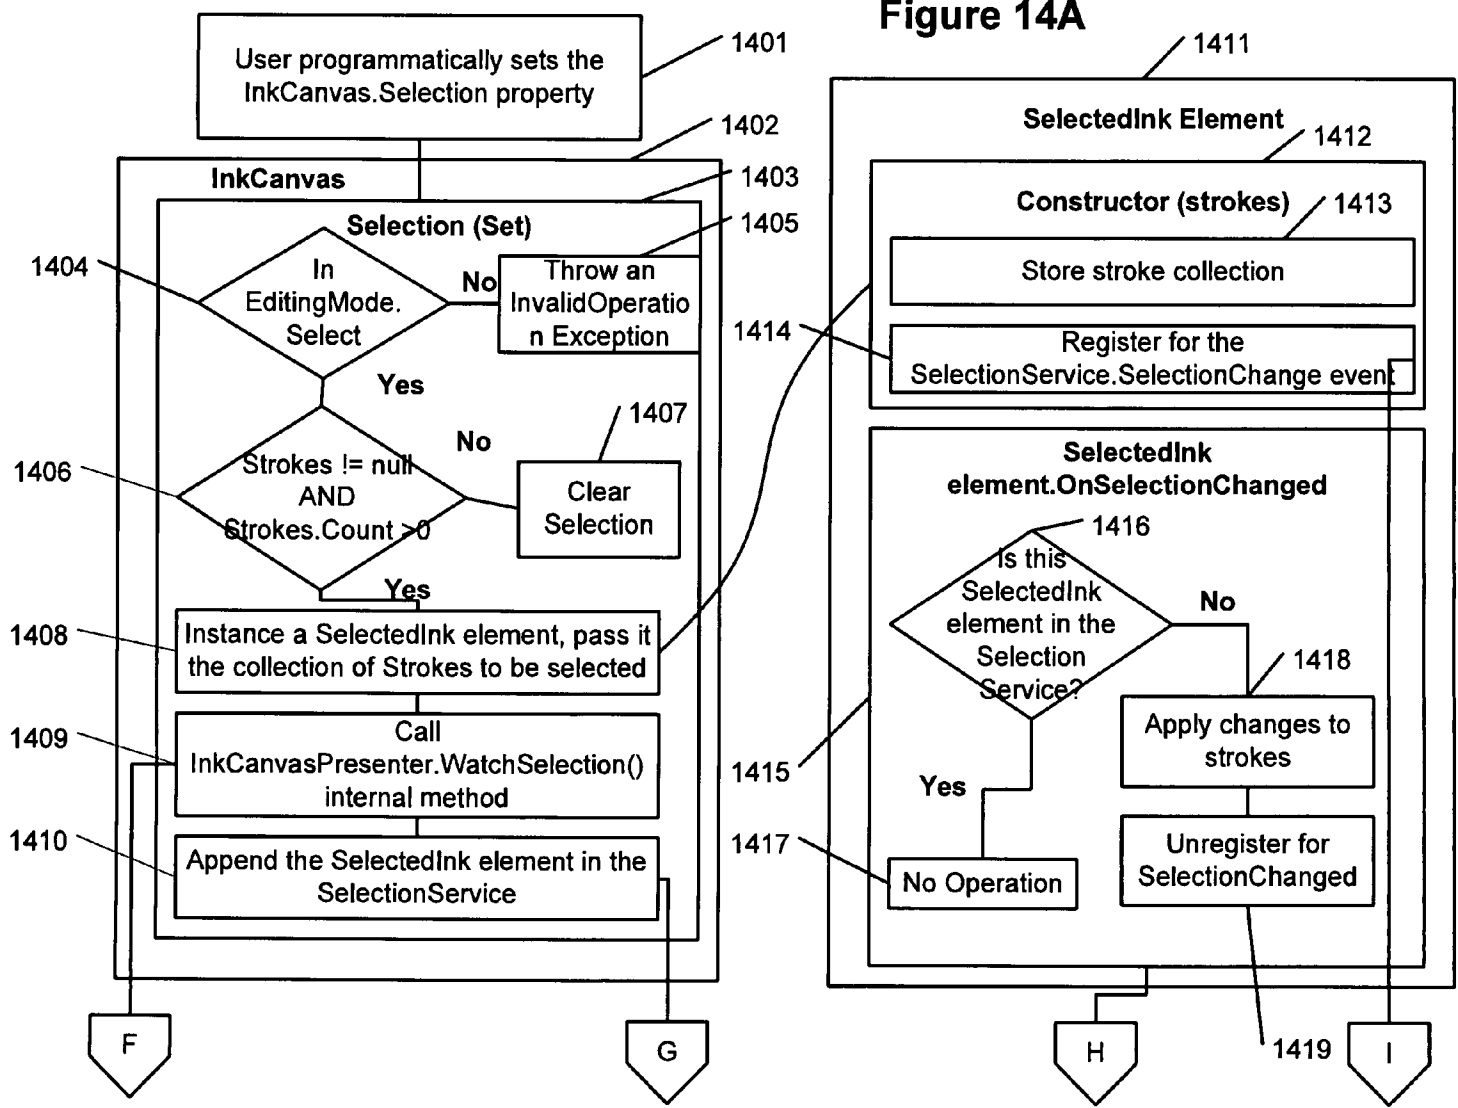 Figure 14A
1401
User programmatically sets the
InkCanvas.Selection property
1402
InkCanvas
1403
Selection (Set)
1405
1404
In
EditingMode.
Select
No
Throw an
InvalidOperatio
n Exception
Yes
1407
No
1406
Strokes != null
AND
Strokes.Count >0
Clear
Selection
Yes
1408
Instance a SelectedInk element, pass it
the collection of Strokes to be selected
1409
Call
InkCanvasPresenter.WatchSelection()
internal method
1410
Append the SelectedInk element in the
SelectionService
F
G
1411
SelectedInk Element
1412
Constructor (strokes)
1413
Store stroke collection
1414
Register for the
SelectionService.SelectionChange event
SelectedInk
element.OnSelectionChanged
1416
Is this
SelectedInk
element in the
Selection
Service?
No
1418
Apply changes to
strokes
1415
Yes
1417
No Operation
Unregister for
SelectionChanged
1419
H
I